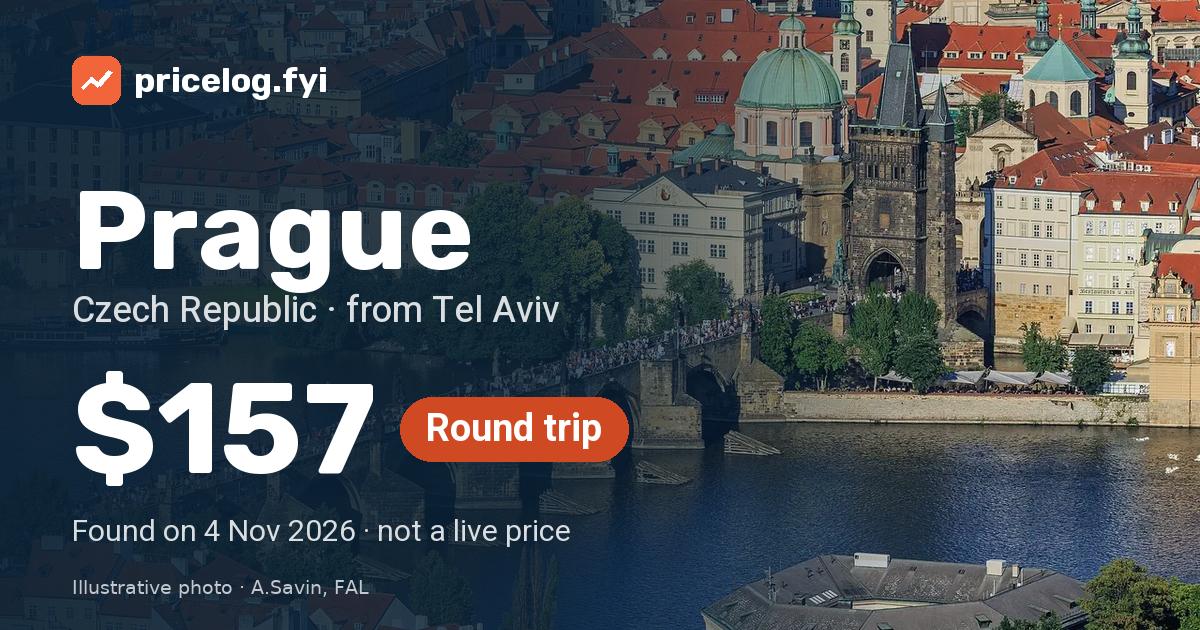 pricelog.fyi
Prague
Czech Republic · from Tel Aviv
$157
Round trip
Found on 4 Nov 2026 · not a live price
Illustrative photo · A.Savin, FAL